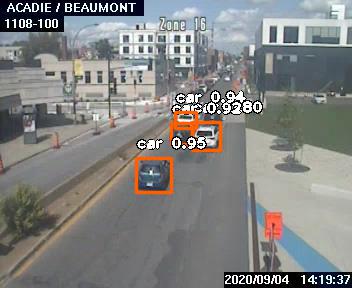 ACADIE / BEAUMONT
1108-100
Zone 16
car 0.94
car 0.9280
car 0.95
2020/09/04 14:19:37